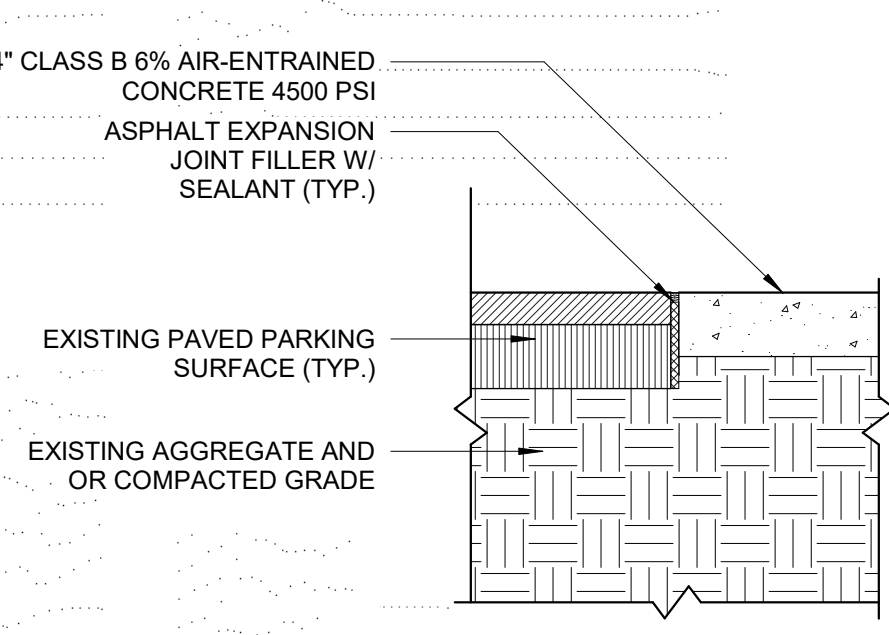 4" CLASS B 6% AIR-ENTRAINED
CONCRETE 4500 PSI
ASPHALT EXPANSION
JOINT FILLER W/
SEALANT (TYP.)
EXISTING PAVED PARKING
SURFACE (TYP.)
EXISTING AGGREGATE AND
OR COMPACTED GRADE